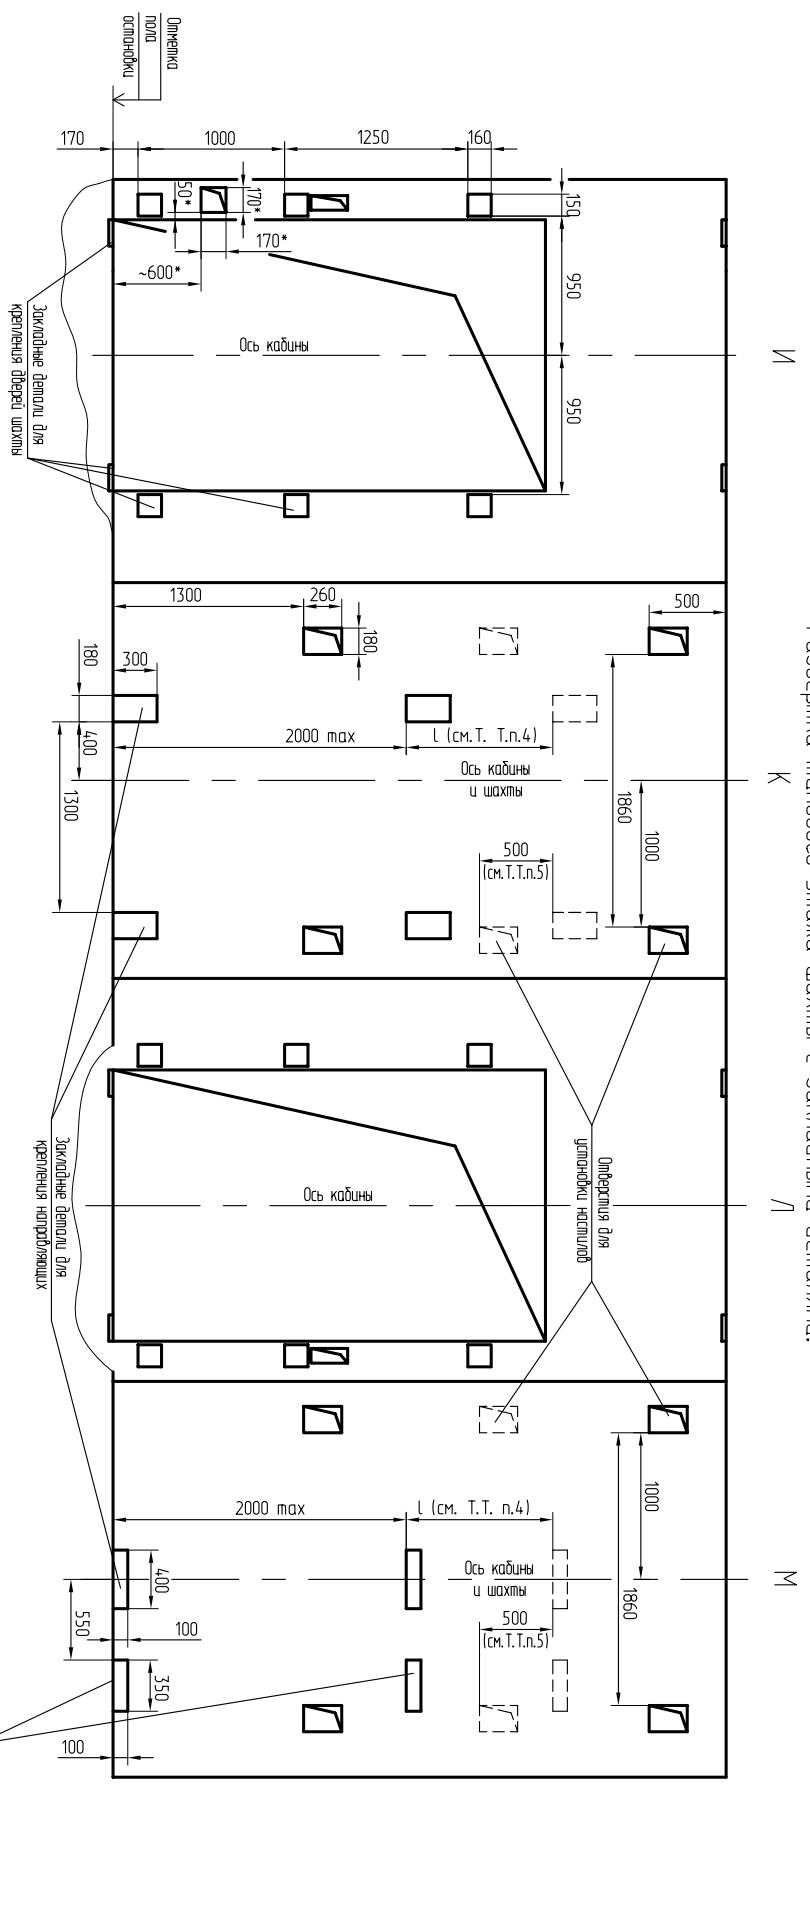 Отметка
пола
остановки
170
1000
1250
160
50*
170*
170*
~600*
150
950
950
Ось кабины
И
Закладные детали для
крепления дверей шахты
1300
260
180
500
180
300
400
1300
2000 max
l (см.Т. Т.п.4)
Ось кабины
и шахты
1860
1000
500
(см.Т.Т.п.5)
К
Закладные детали для
крепления направляющих
Ось кабины
Отверстия для
установки настилов
Л
2000 max
l (см. Т.Т. п.4)
Ось кабины
и шахты
1000
1860
500
(см.Т.Т.п.5)
400
550
100
350
100
М